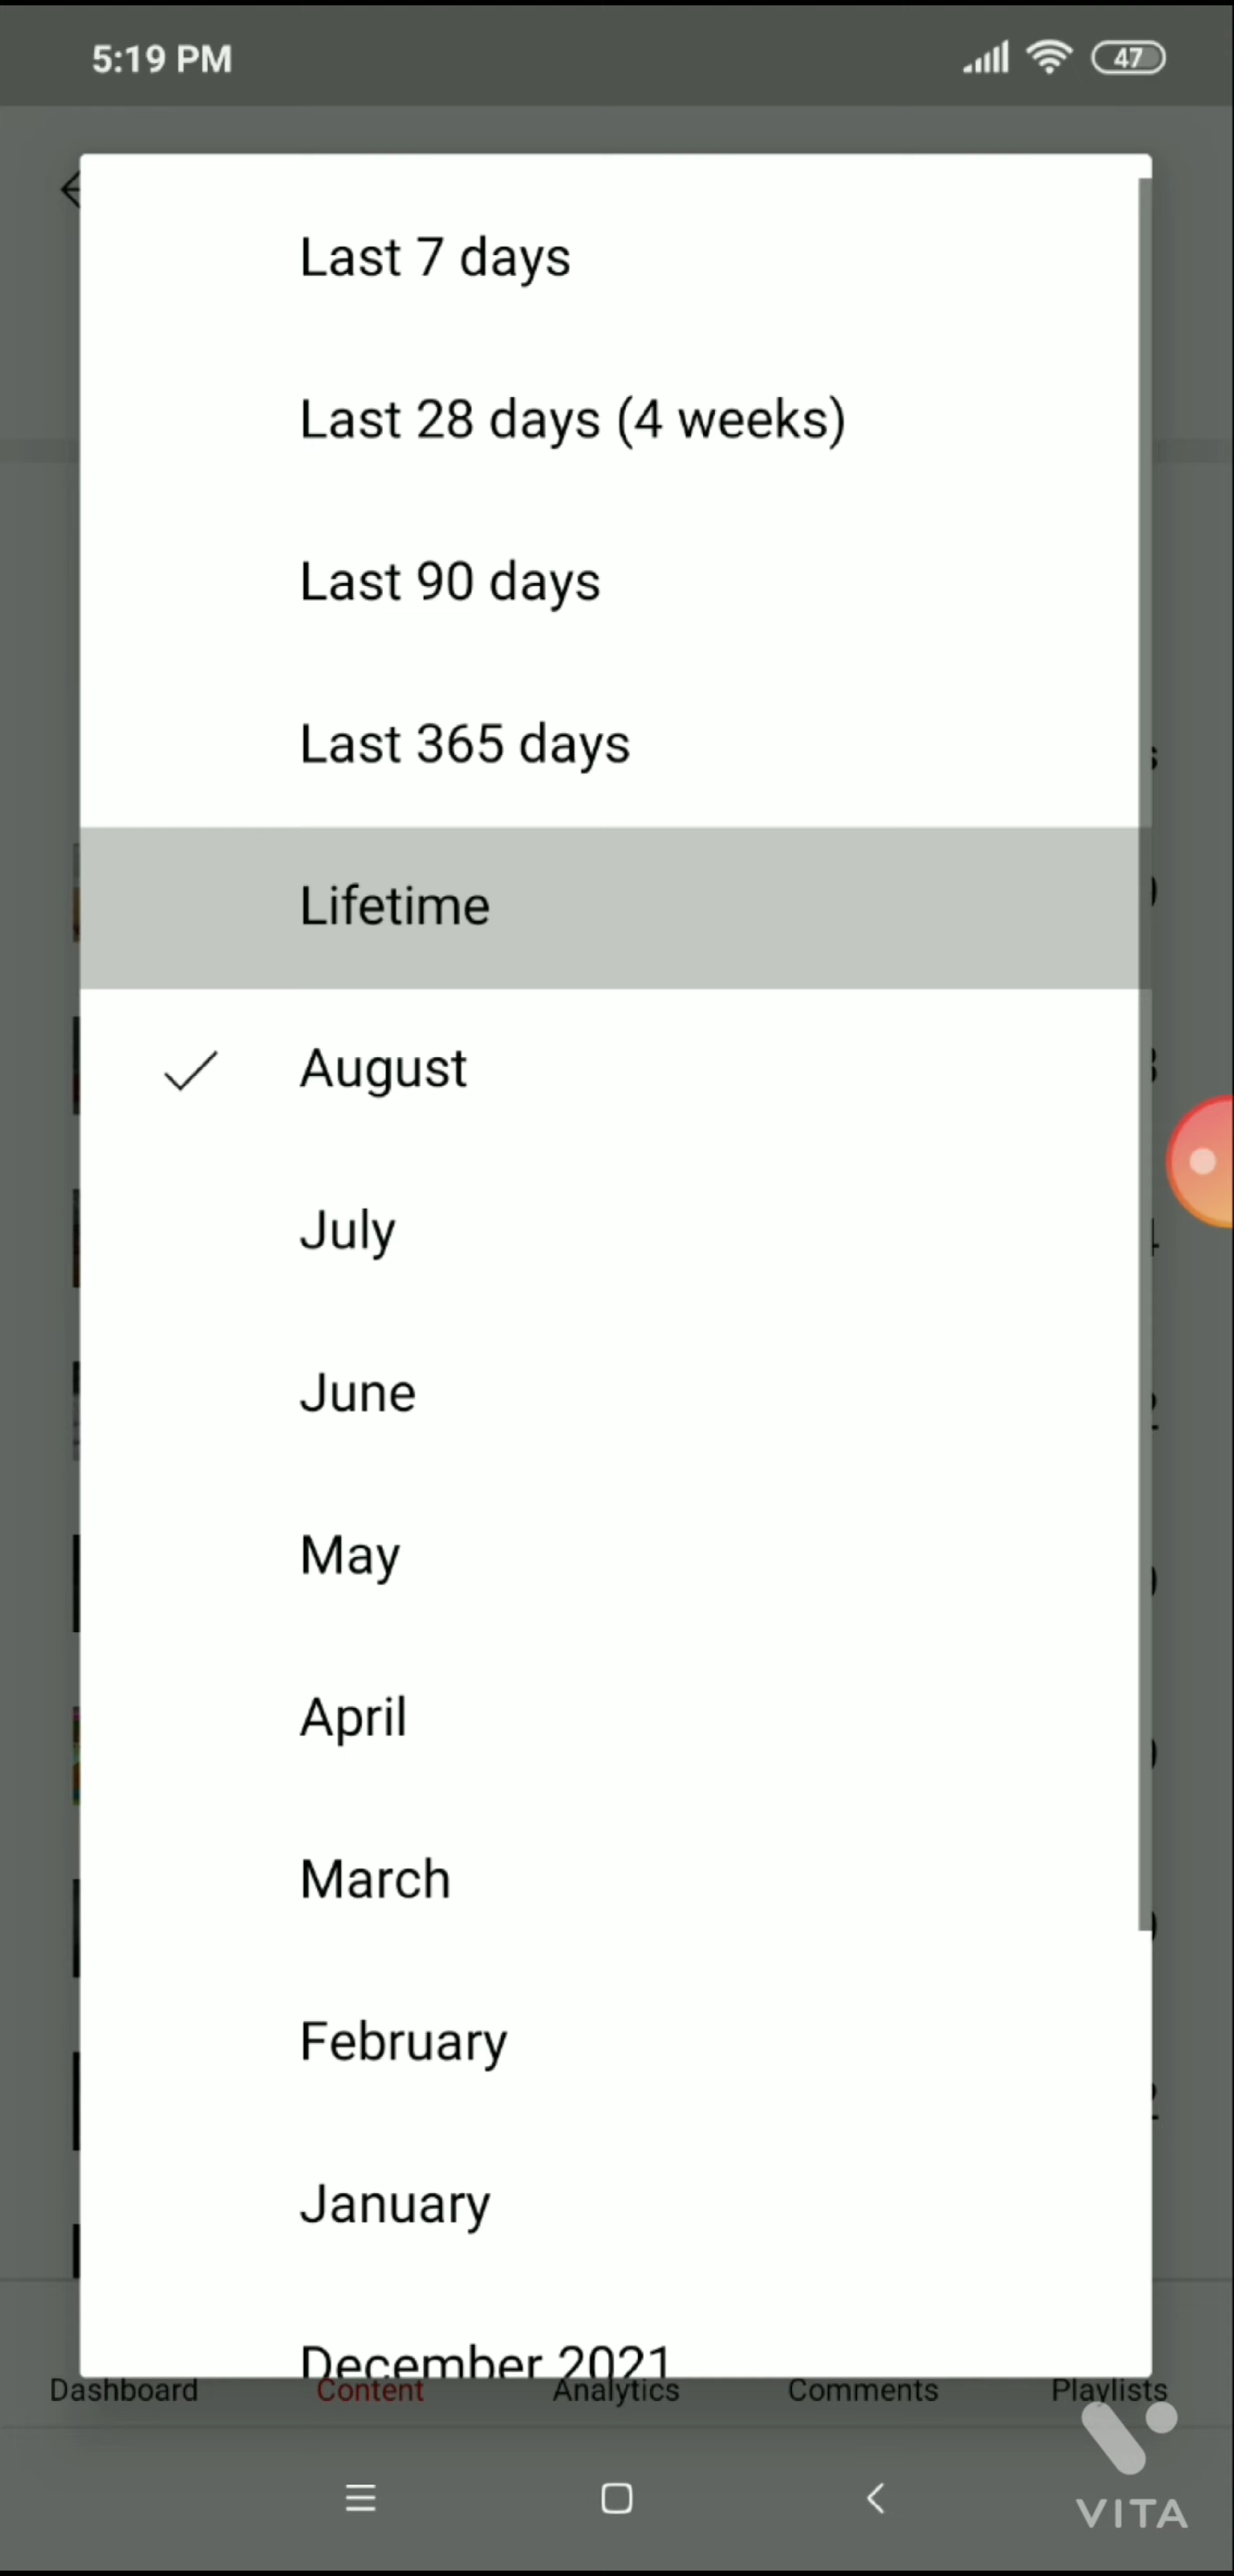 5:19 PM
47
Last 7 days
Last 28 days (4 weeks)
Last 90 days
Last 365 days
Lifetime
August
July
June
May
April
March
February
January
December 2021
Dashboard Content Analytics Comments Playlists
VITA